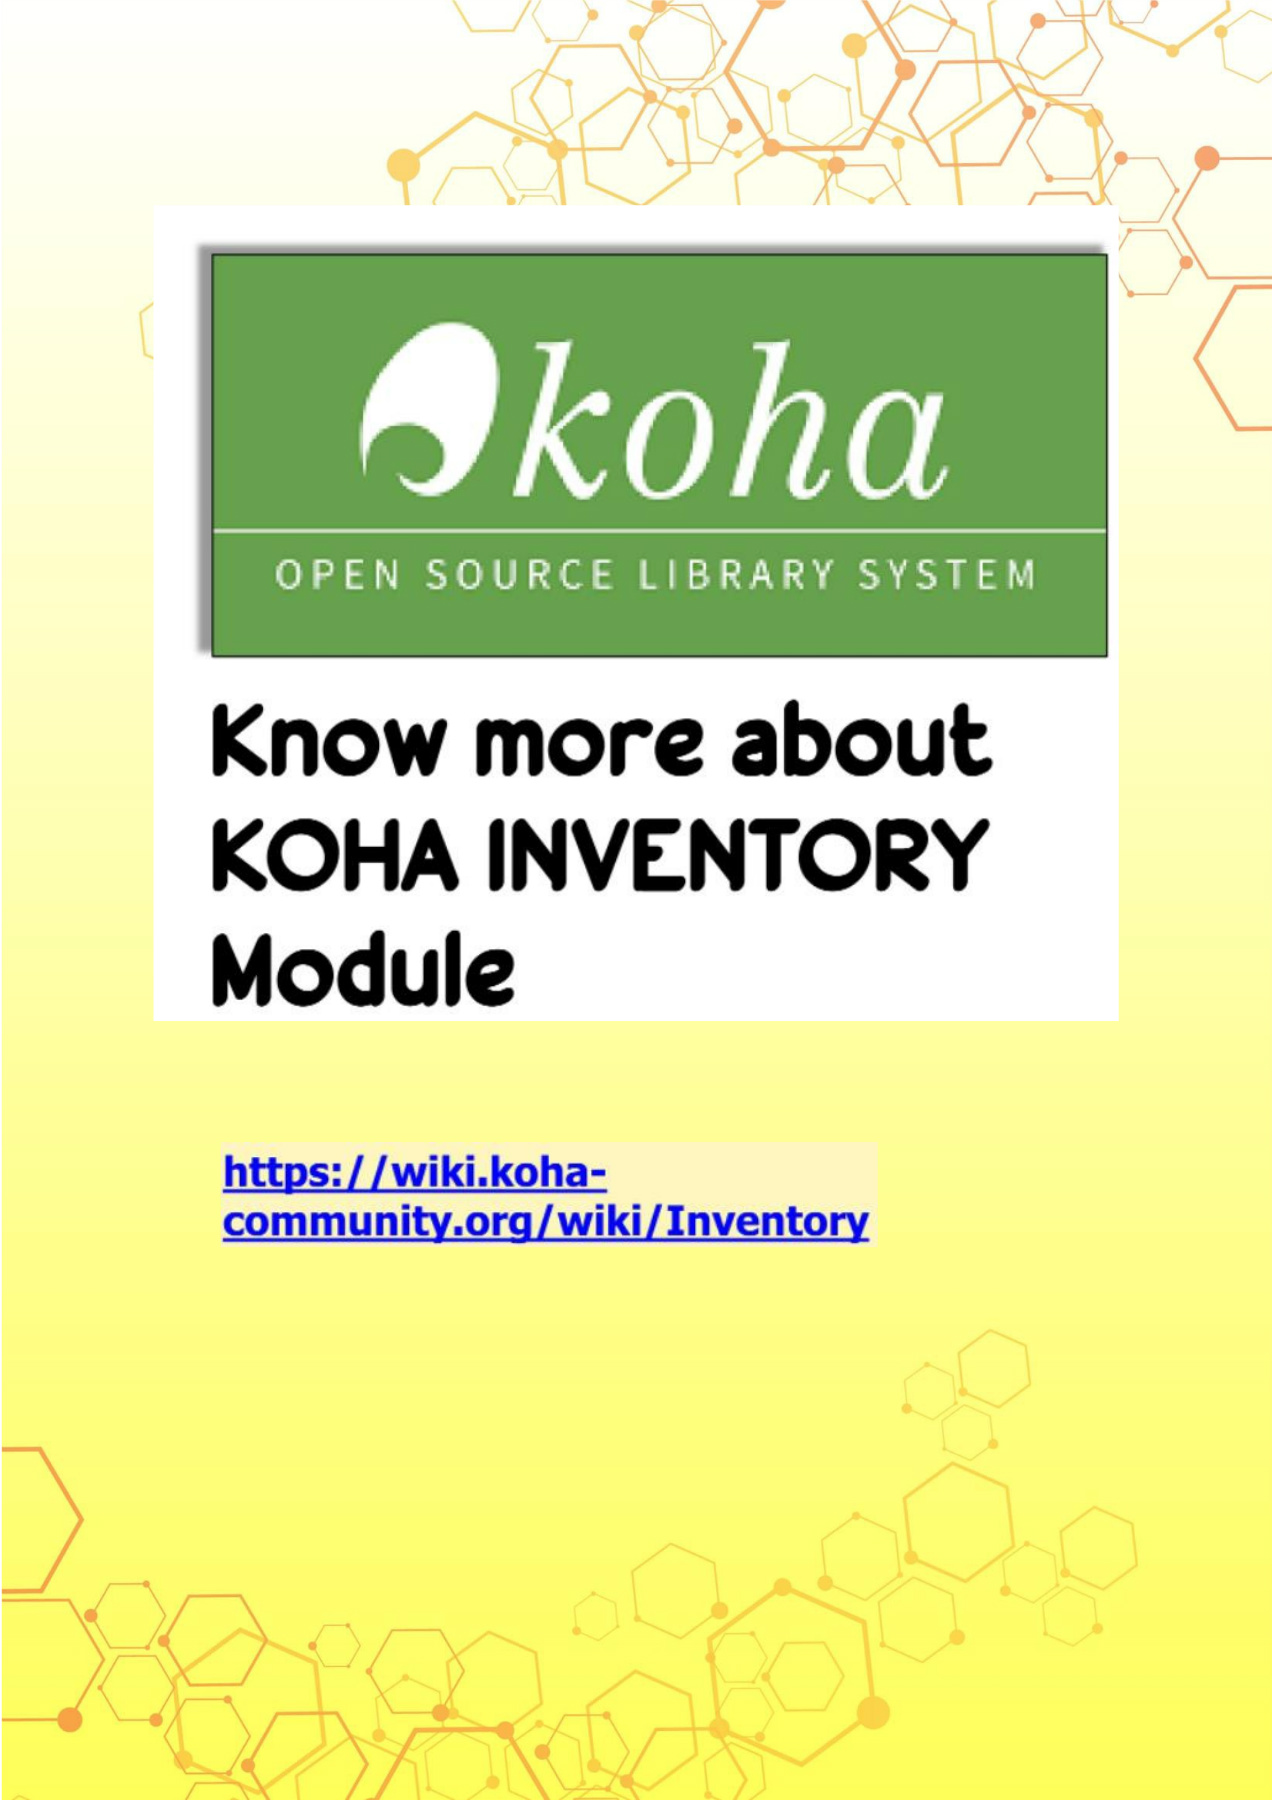 koha
OPEN SOURCE LIBRARY SYSTEM
Know more about
KOHA INVENTORY
Module
https://wiki.koha-
community.org/wiki/Inventory